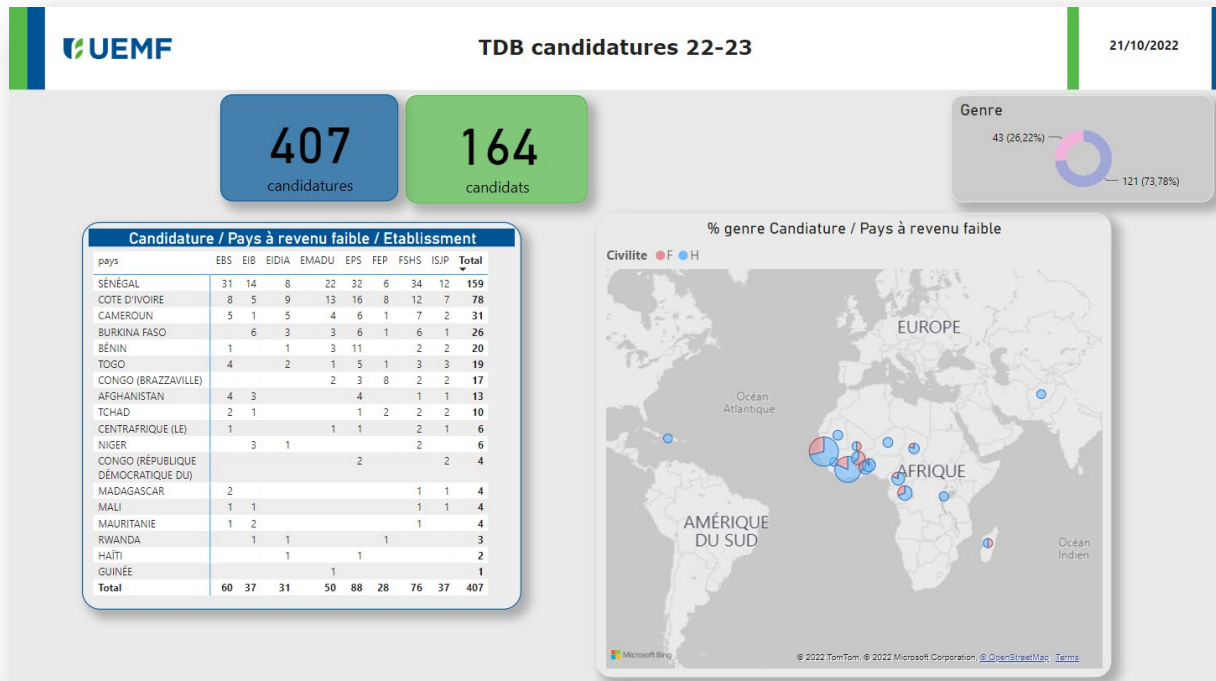 UEMF
TDB candidatures 22-23
21/10/2022
407
candidatures
164
candidats
Genre
43 (26,22%)
121 (73,78%)
Candidature / Pays à revenu faible / Etablissment
pays EBS EIB EIDIA EMADU EPS FEP FSHS ISJP Total
SÉNÉGAL 31 14 8 22 32 6 34 12 159
COTE D'IVOIRE 8 5 9 13 16 8 12 7 78
CAMEROUN 5 1 5 4 6 1 7 2 31
BURKINA FASO 6 3 3 6 1 6 1 26
BÉNIN 1 1 3 11 2 2 20
TOGO 4 2 1 5 1 3 3 19
CONGO (BRAZZAVILLE) 2 3 8 2 2 17
AFGHANISTAN 4 3 4 1 1 13
TCHAD 2 1 1 2 2 2 10
CENTRAFRIQUE (LE) 1 1 1 2 1 6
NIGER 3 1 2 6
CONGO (RÉPUBLIQUE 2 2 4
DÉMOCRATIQUE DU)
MADAGASCAR 2 1 1 4
MALI 1 1 1 1 4
MAURITANIE 1 2 1 4
RWANDA 1 1 1 3
HAÏTI 1 1 2
GUINÉE 1 1
Total 60 37 31 50 88 28 76 37 407
% genre Candiature / Pays à revenu faible
Civilite F H
EUROPE
Océan
Atlantique
AFRIQUE
AMÉRIQUE
DU SUD
Océan
Indien
Microsoft Bing
© 2022 TomTom, © 2022 Microsoft Corporation, © OpenStreetMap Terms